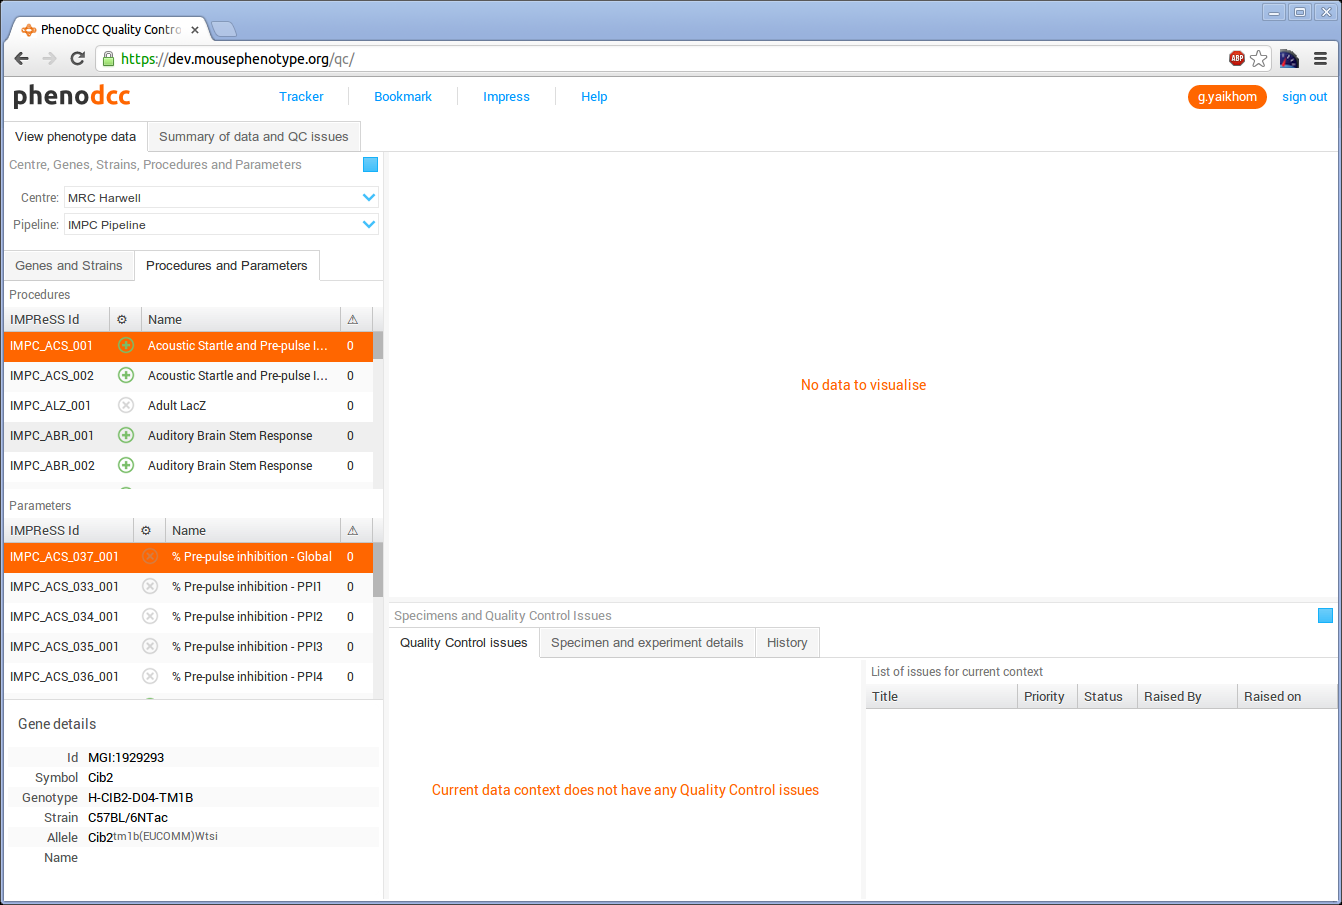 PhenoDCC Quality Contro
https://dev.mousephenotype.org/qc/
ABP
phenodcc
Tracker
Bookmark
Impress
Help
g.yaikhom
sign out
View phenotype data
Summary of data and QC issues
Centre, Genes, Strains, Procedures and Parameters
Centre: MRC Harwell
Pipeline: IMPC Pipeline
Genes and Strains
Procedures and Parameters
Procedures
IMPReSS Id Name
IMPC_ACS_001 Acoustic Startle and Pre-pulse I... 0
IMPC_ACS_002 Acoustic Startle and Pre-pulse I... 0
IMPC_ALZ_001 Adult LacZ 0
IMPC_ABR_001 Auditory Brain Stem Response 0
IMPC_ABR_002 Auditory Brain Stem Response 0
Parameters
IMPReSS Id Name
IMPC_ACS_037_001 % Pre-pulse inhibition - Global 0
IMPC_ACS_033_001 % Pre-pulse inhibition - PPI1 0
IMPC_ACS_034_001 % Pre-pulse inhibition - PPI2 0
IMPC_ACS_035_001 % Pre-pulse inhibition - PPI3 0
IMPC_ACS_036_001 % Pre-pulse inhibition - PPI4 0
Gene details
Id MGI:1929293
Symbol Cib2
Genotype H-CIB2-D04-TM1B
Strain C57BL/6NTac
Allele Cib2tm1b(EUCOMM)Wtsi
Name
No data to visualise
Specimens and Quality Control Issues
Quality Control issues
Specimen and experiment details
History
Current data context does not have any Quality Control issues
List of issues for current context
Title Priority Status Raised By Raised on